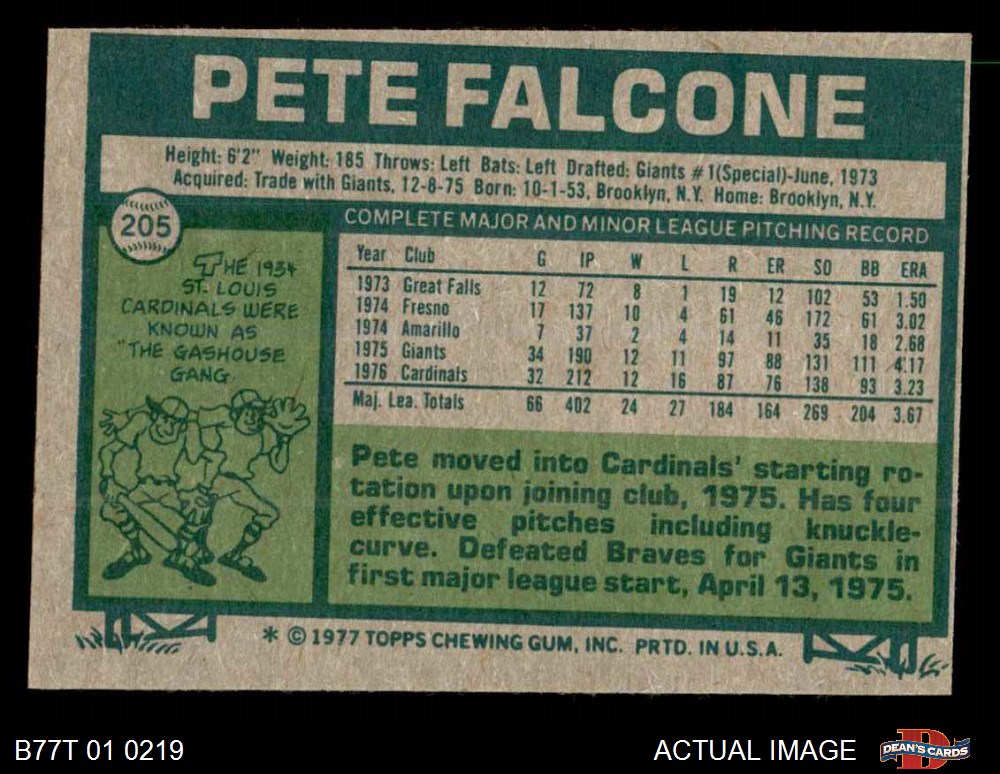 PETE FALCONE
Height: 6'2" Weight: 185 Throws: Left Bats: Left Drafted: Giants #1(Special)-June, 1973
Acquired: Trade with Giants, 12-8-75 Born: 10-1-53, Brooklyn, N.Y. Home: Brooklyn, N.Y.
205
THE 1934
ST. LOUIS
CARDINALS WERE
KNOWN AS
"THE GASHOUSE
GANG.
COMPLETE MAJOR AND MINOR LEAGUE PITCHING RECORD
Year Club G IP W L R ER SO BB ERA
1973 Great Falls 12 72 8 1 19 12 102 53 1.50
1974 Fresno 17 137 10 4 61 46 172 61 3.02
1974 Amarillo 7 37 2 4 14 11 35 18 2.68
1975 Giants 34 190 12 11 97 88 131 111 4.17
1976 Cardinals 32 212 12 16 87 76 138 93 3.23
Maj. Lea. Totals 66 402 24 27 184 164 269 204 3.67
Pete moved into Cardinals' starting ro-
tation upon joining club, 1975. Has four
effective pitches including knuckle-
curve. Defeated Braves for Giants in
first major league start, April 13, 1975.
* © 1977 TOPPS CHEWING GUM, INC. PRTD. IN U.S.A.
B77T 01 0219
ACTUAL IMAGE
DEAN'S CARDS